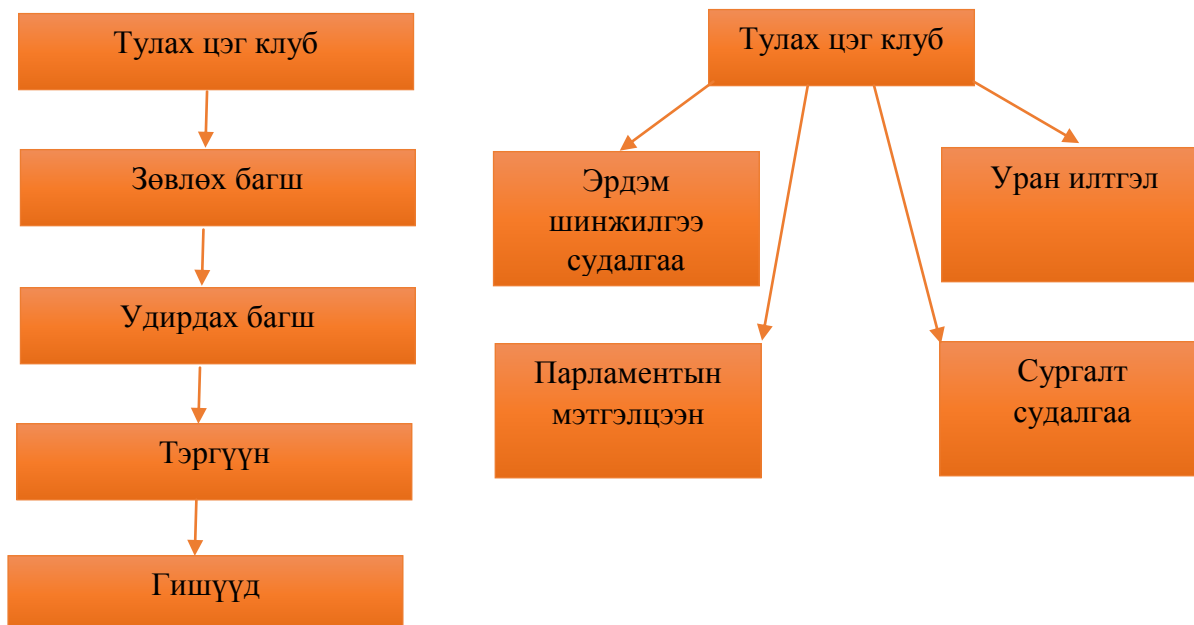 Тулах цэг клуб
Зөвлөх багш
Удирдах багш
Тэргүүн
Гишүүд
Тулах цэг клуб
Эрдэм
шинжилгээ
судалгаа
Уран илтгэл
Парламентын
мэтгэлцээн
Сургалт
судалгаа